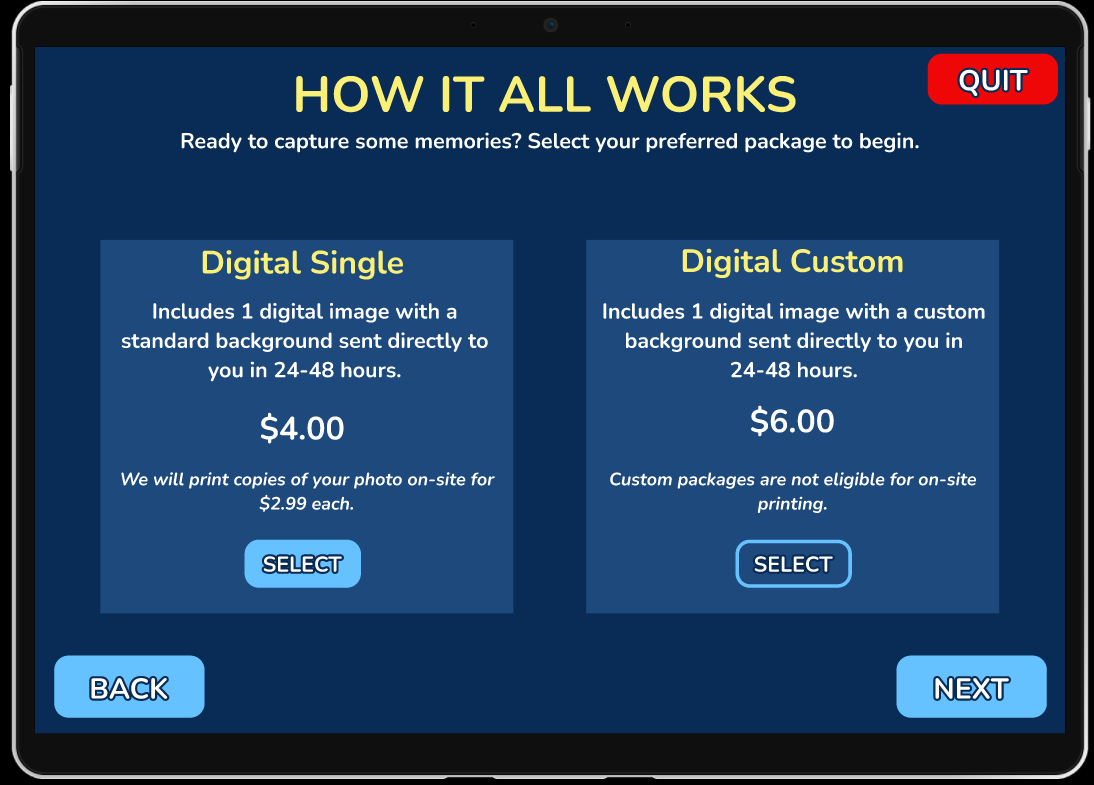 HOW IT ALL WORKS
QUIT
Ready to capture some memories? Select your preferred package to begin.
Digital Single
Includes 1 digital image with a
standard background sent directly to
you in 24-48 hours.
$4.00
We will print copies of your photo on-site for
$2.99 each.
SELECT
Digital Custom
Includes 1 digital image with a custom
background sent directly to you in
24-48 hours.
$6.00
Custom packages are not eligible for on-site
printing.
SELECT
BACK
NEXT